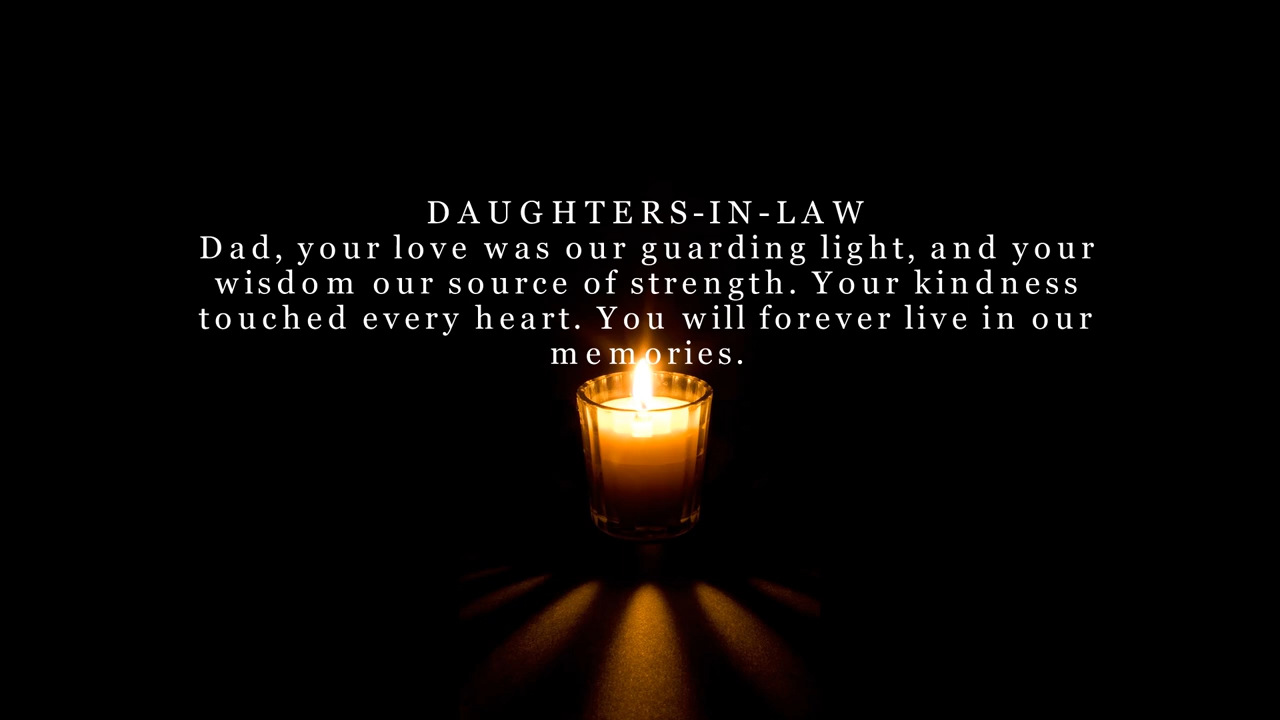 DAUGHTERS-IN-LAW
Dad, your love was our guarding light, and your
wisdom our source of strength. Your kindness
touched every heart. You will forever live in our
memories.